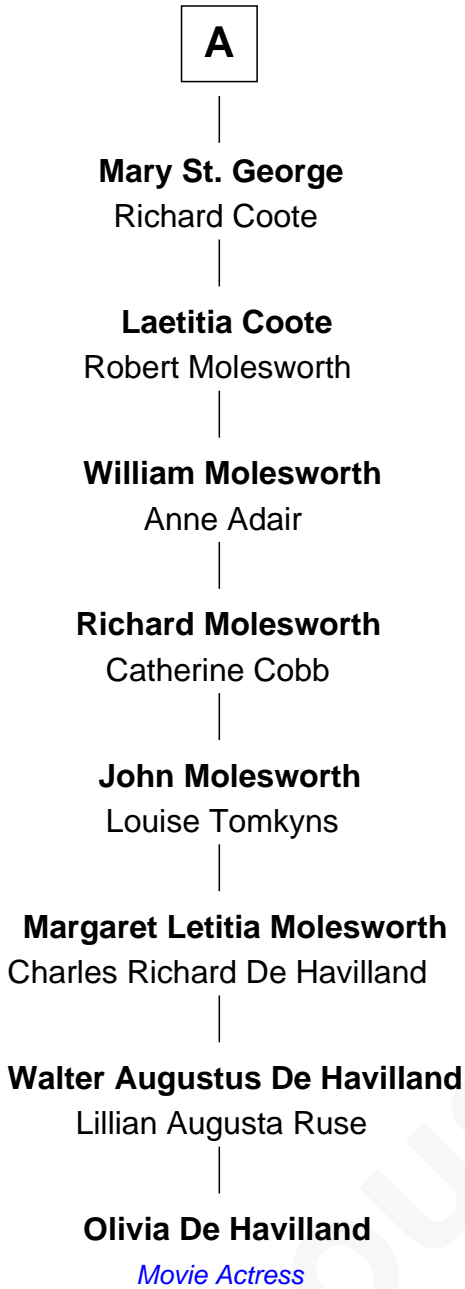 A
Mary St. George
Richard Coote
Laetitia Coote
Robert Molesworth
William Molesworth
Anne Adair
Richard Molesworth
Catherine Cobb
John Molesworth
Louise Tomkyns
Margaret Letitia Molesworth
Charles Richard De Havilland
Walter Augustus De Havilland
Lillian Augusta Ruse
Olivia De Havilland
Movie Actress